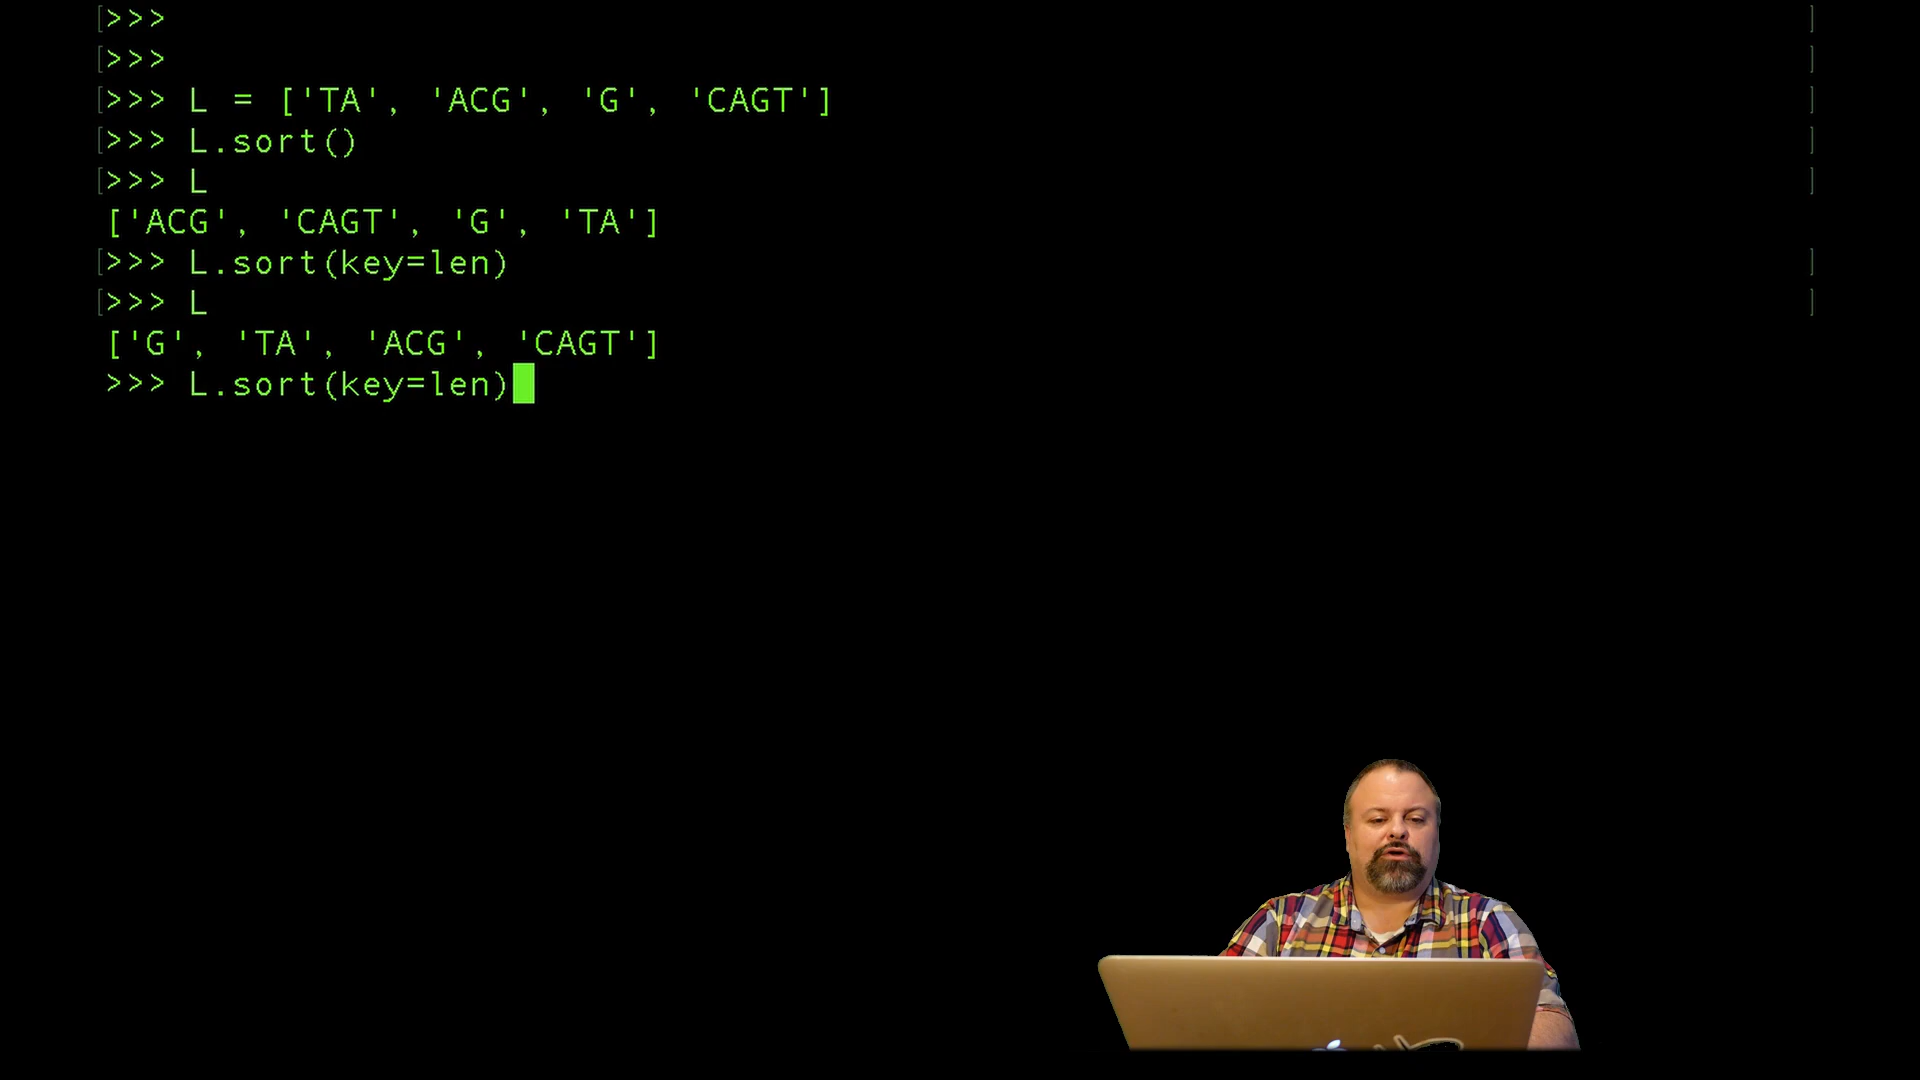 [>>> ]
[>>> ]
[>>> L = ['TA', 'ACG', 'G', 'CAGT'] ]
[>>> L.sort() ]
[>>> L ]
['ACG', 'CAGT', 'G', 'TA']
[>>> L.sort(key=len) ]
[>>> L ]
['G', 'TA', 'ACG', 'CAGT']
>>> L.sort(key=len)